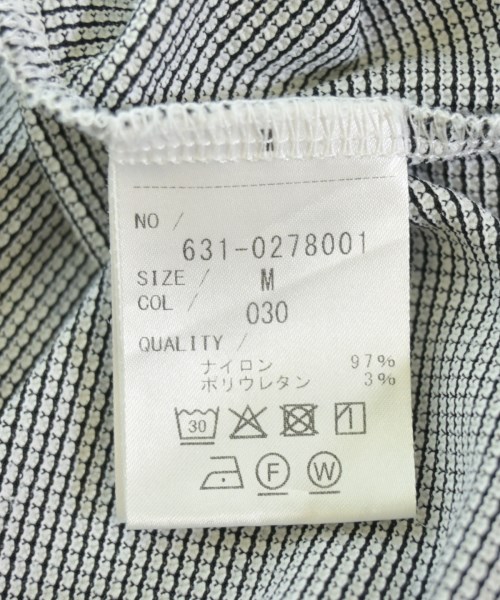 NO /
631-0278001
SIZE / M
COL / 030
QUALITY /
ナイロン 97%
ポリウレタン 3%
30
F W